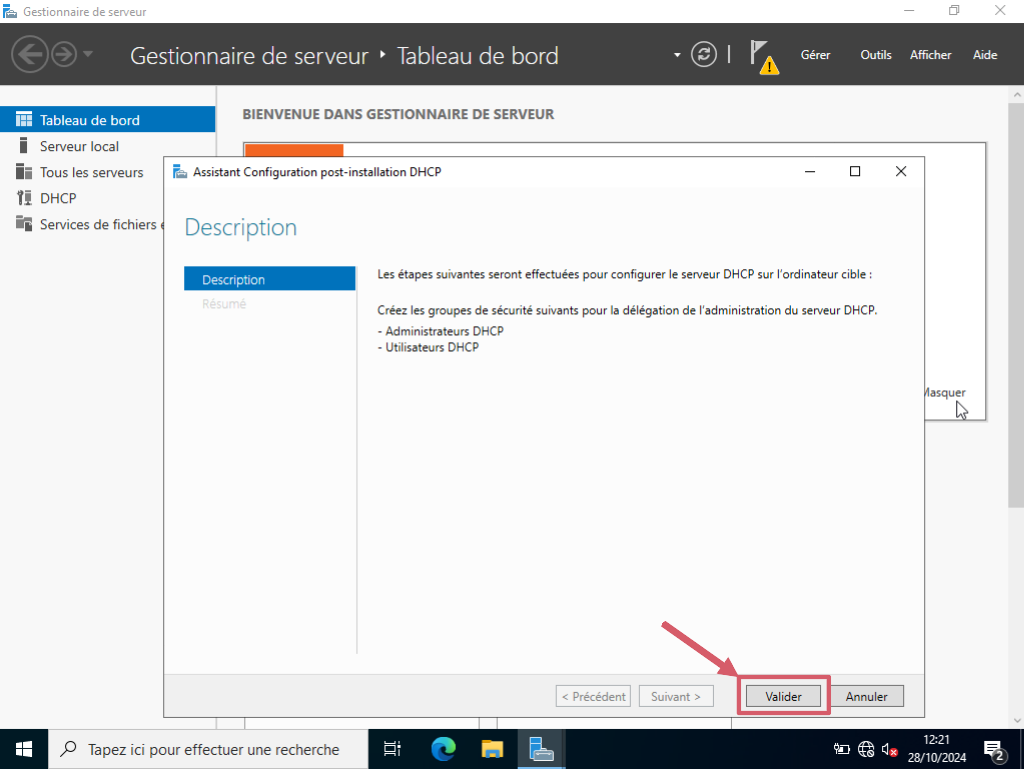 Gestionnaire de serveur
Gestionnaire de serveur ‣ Tableau de bord
Gérer
Outils
Afficher
Aide
Tableau de bord
Serveur local
Tous les serveurs
DHCP
Services de fichiers
BIENVENUE DANS GESTIONNAIRE DE SERVEUR
Masquer
Assistant Configuration post-installation DHCP
Description
Description
Résumé
Les étapes suivantes seront effectuées pour configurer le serveur DHCP sur l'ordinateur cible :
Créez les groupes de sécurité suivants pour la délégation de l'administration du serveur DHCP.
- Administrateurs DHCP
- Utilisateurs DHCP
< Précédent
Suivant >
Valider
Annuler
Tapez ici pour effectuer une recherche
12:21
28/10/2024
2